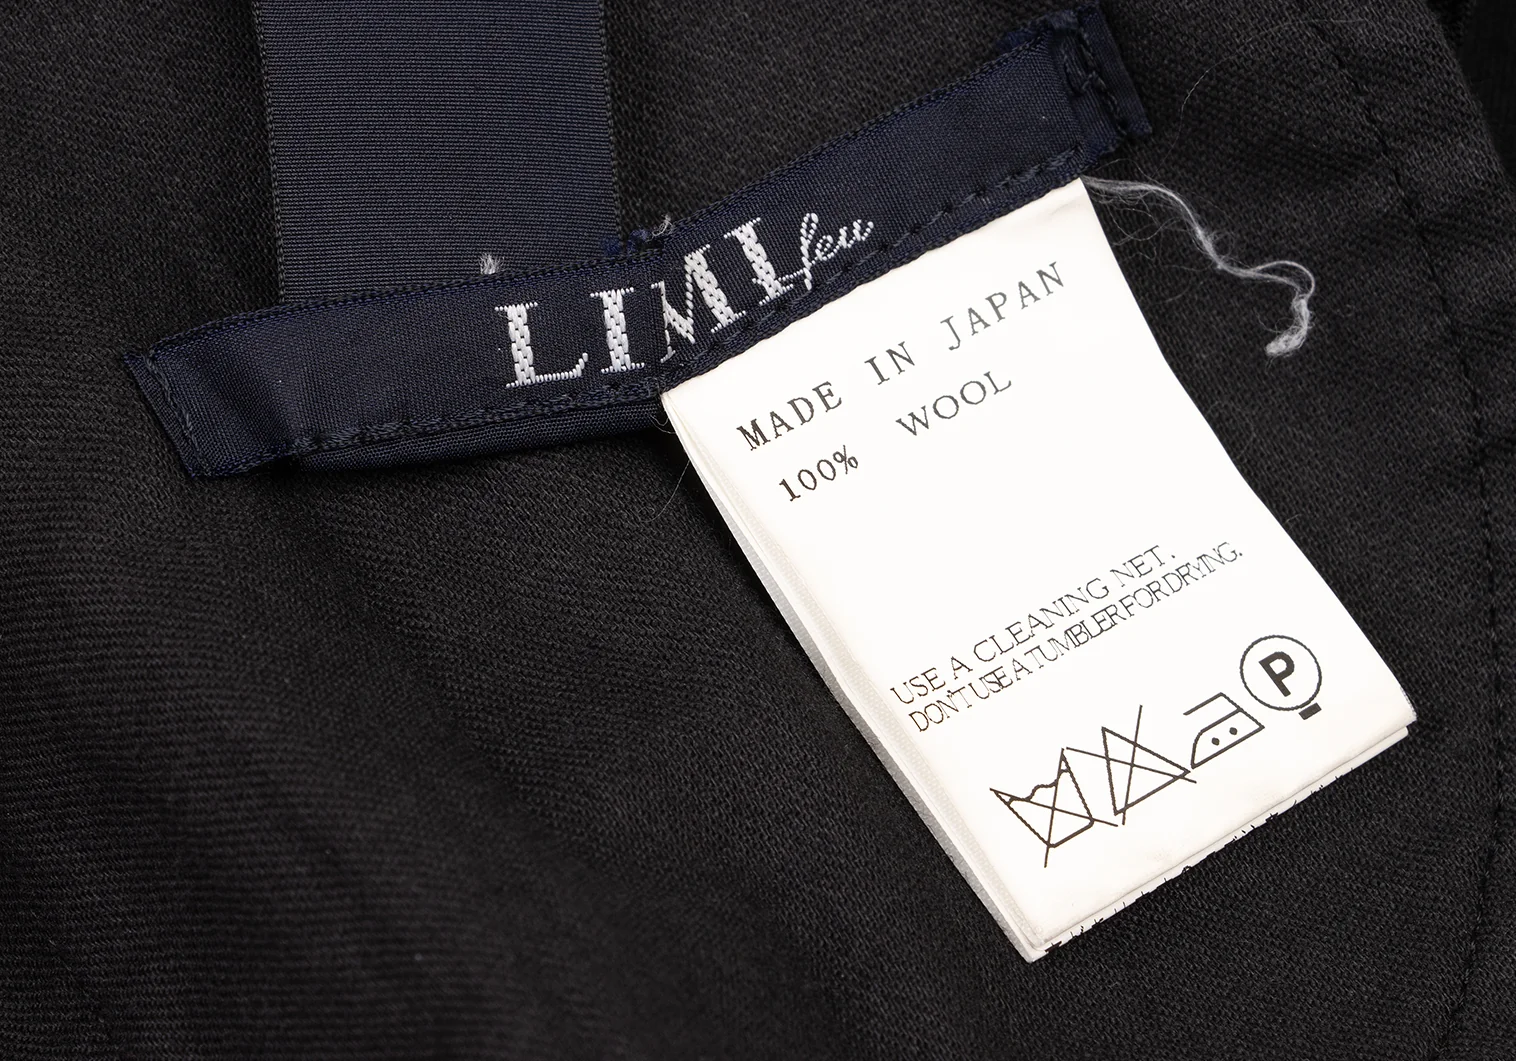 LIMI feu
MADE IN JAPAN
100% WOOL
USE A CLEANING NET.
DON'T USE A TUMBLER FOR DRYING.
P